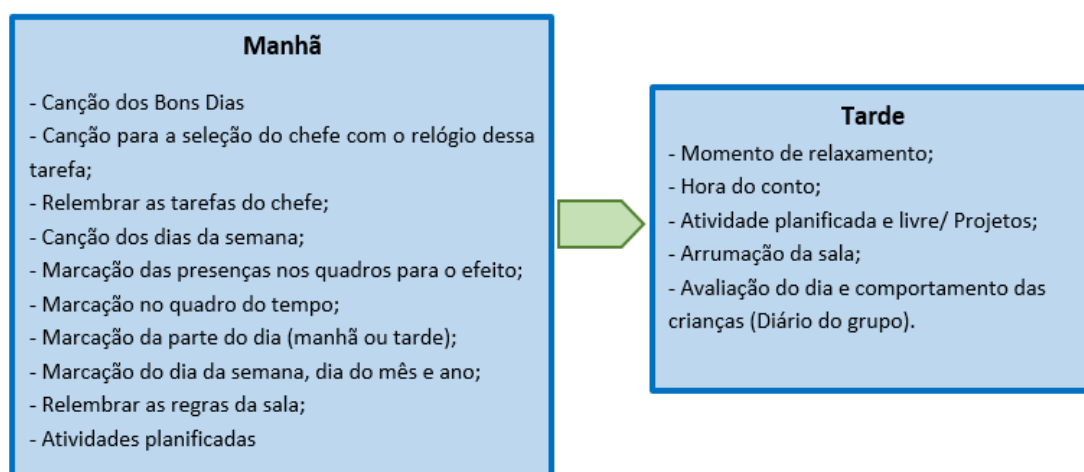 Manhã
- Canção dos Bons Dias
- Canção para a seleção do chefe com o relógio dessa
tarefa;
- Relembrar as tarefas do chefe;
- Canção dos dias da semana;
- Marcação das presenças nos quadros para o efeito;
- Marcação no quadro do tempo;
- Marcação da parte do dia (manhã ou tarde);
- Marcação do dia da semana, dia do mês e ano;
- Relembrar as regras da sala;
- Atividades planificadas
Tarde
- Momento de relaxamento;
- Hora do conto;
- Atividade planificada e livre/ Projetos;
- Arrumação da sala;
- Avaliação do dia e comportamento das
crianças (Diário do grupo).